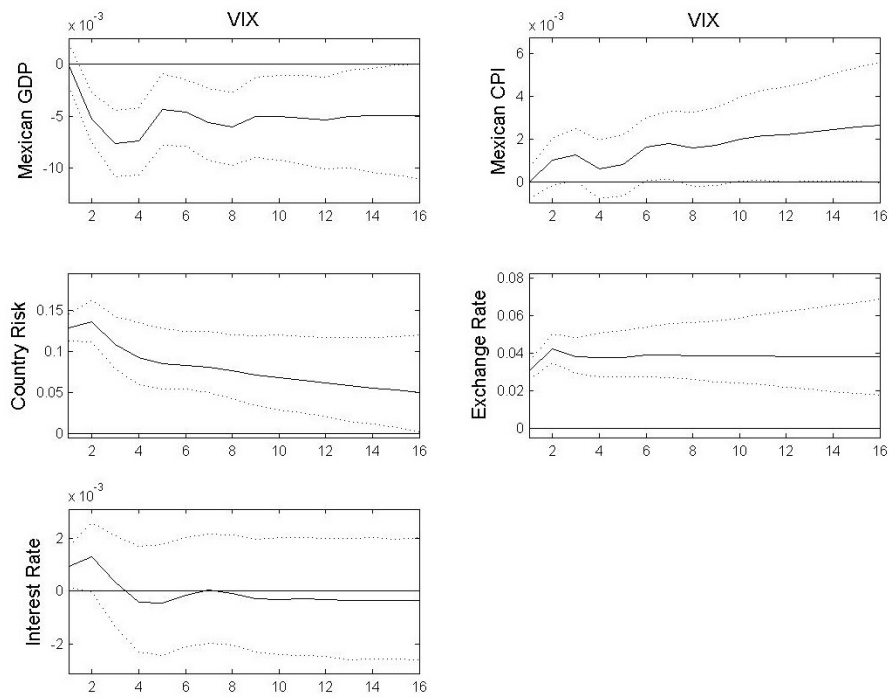 VIX
x 10⁻³
Mexican GDP
0
-5
-10
2 4 6 8 10 12 14 16
VIX
x 10⁻³
Mexican CPI
6
4
2
0
2 4 6 8 10 12 14 16
Country Risk
0.15
0.1
0.05
0
2 4 6 8 10 12 14 16
Exchange Rate
0.08
0.06
0.04
0.02
0
2 4 6 8 10 12 14 16
x 10⁻³
Interest Rate
2
0
-2
2 4 6 8 10 12 14 16